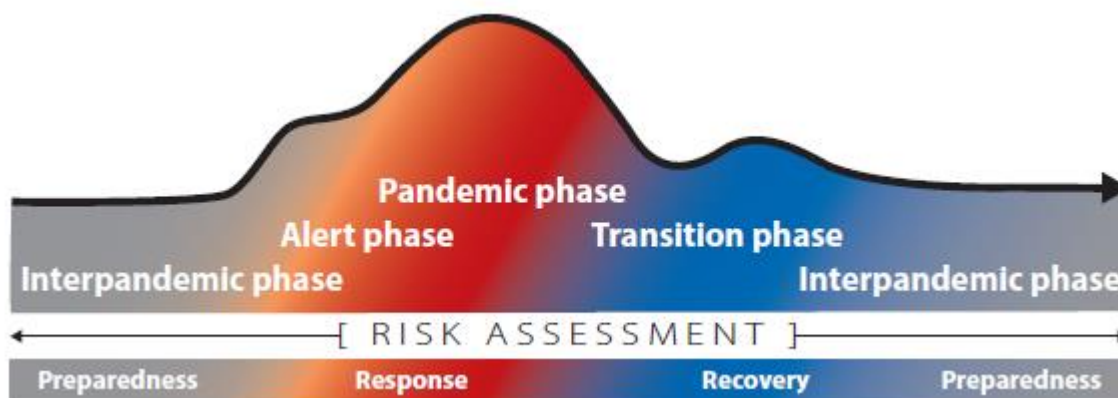 Pandemic phase
Alert phase
Transition phase
Interpandemic phase
Interpandemic phase
[ RISK ASSESSMENT ]
Preparedness
Response
Recovery
Preparedness